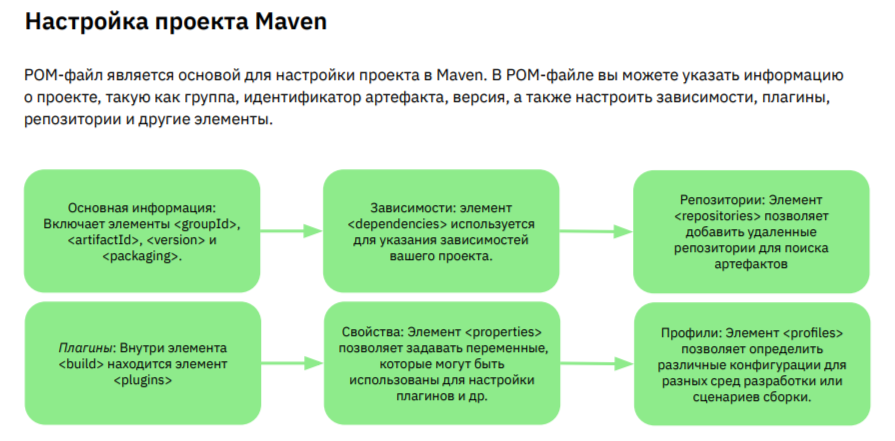 Настройка проекта Maven
POM-файл является основой для настройки проекта в Maven. В POM-файле вы можете указать информацию
о проекте, такую как группа, идентификатор артефакта, версия, а также настроить зависимости, плагины,
репозитории и другие элементы.
Основная информация:
Включает элементы <groupId>,
<artifactId>, <version> и
<packaging>.
Зависимости: элемент
<dependencies> используется
для указания зависимостей
вашего проекта.
Репозитории: Элемент
<repositories> позволяет
добавить удаленные
репозитории для поиска
артефактов
Плагины: Внутри элемента
<build> находится элемент
<plugins>
Свойства: Элемент <properties>
позволяет задавать переменные,
которые могут быть
использованы для настройки
плагинов и др.
Профили: Элемент <profiles>
позволяет определить
различные конфигурации для
разных сред разработки или
сценариев сборки.